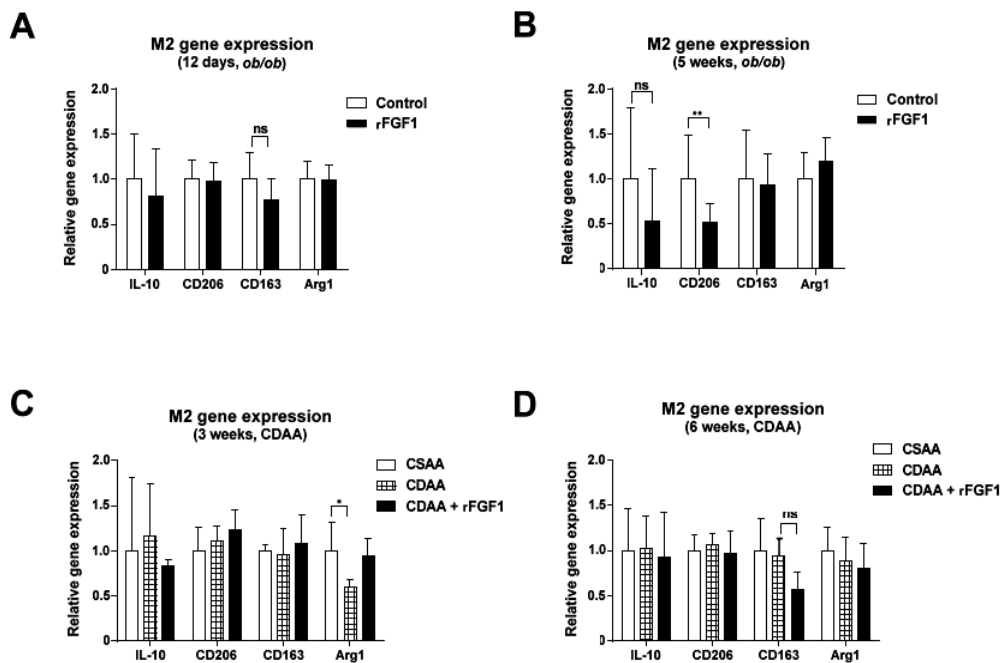 A
M2 gene expression
(12 days, ob/ob)
Relative gene expression
2.0
1.5
1.0
0.5
0
ns
Control
rFGF1
IL-10 CD206 CD163 Arg1
B
M2 gene expression
(5 weeks, ob/ob)
Relative gene expression
2.0
1.5
1.0
0.5
0
ns
**
Control
rFGF1
IL-10 CD206 CD163 Arg1
C
M2 gene expression
(3 weeks, CDAA)
Relative gene expression
2.0
1.5
1.0
0.5
0
*
CSAA
CDAA
CDAA + rFGF1
IL-10 CD206 CD163 Arg1
D
M2 gene expression
(6 weeks, CDAA)
Relative gene expression
2.0
1.5
1.0
0.5
0
ns
CSAA
CDAA
CDAA + rFGF1
IL-10 CD206 CD163 Arg1